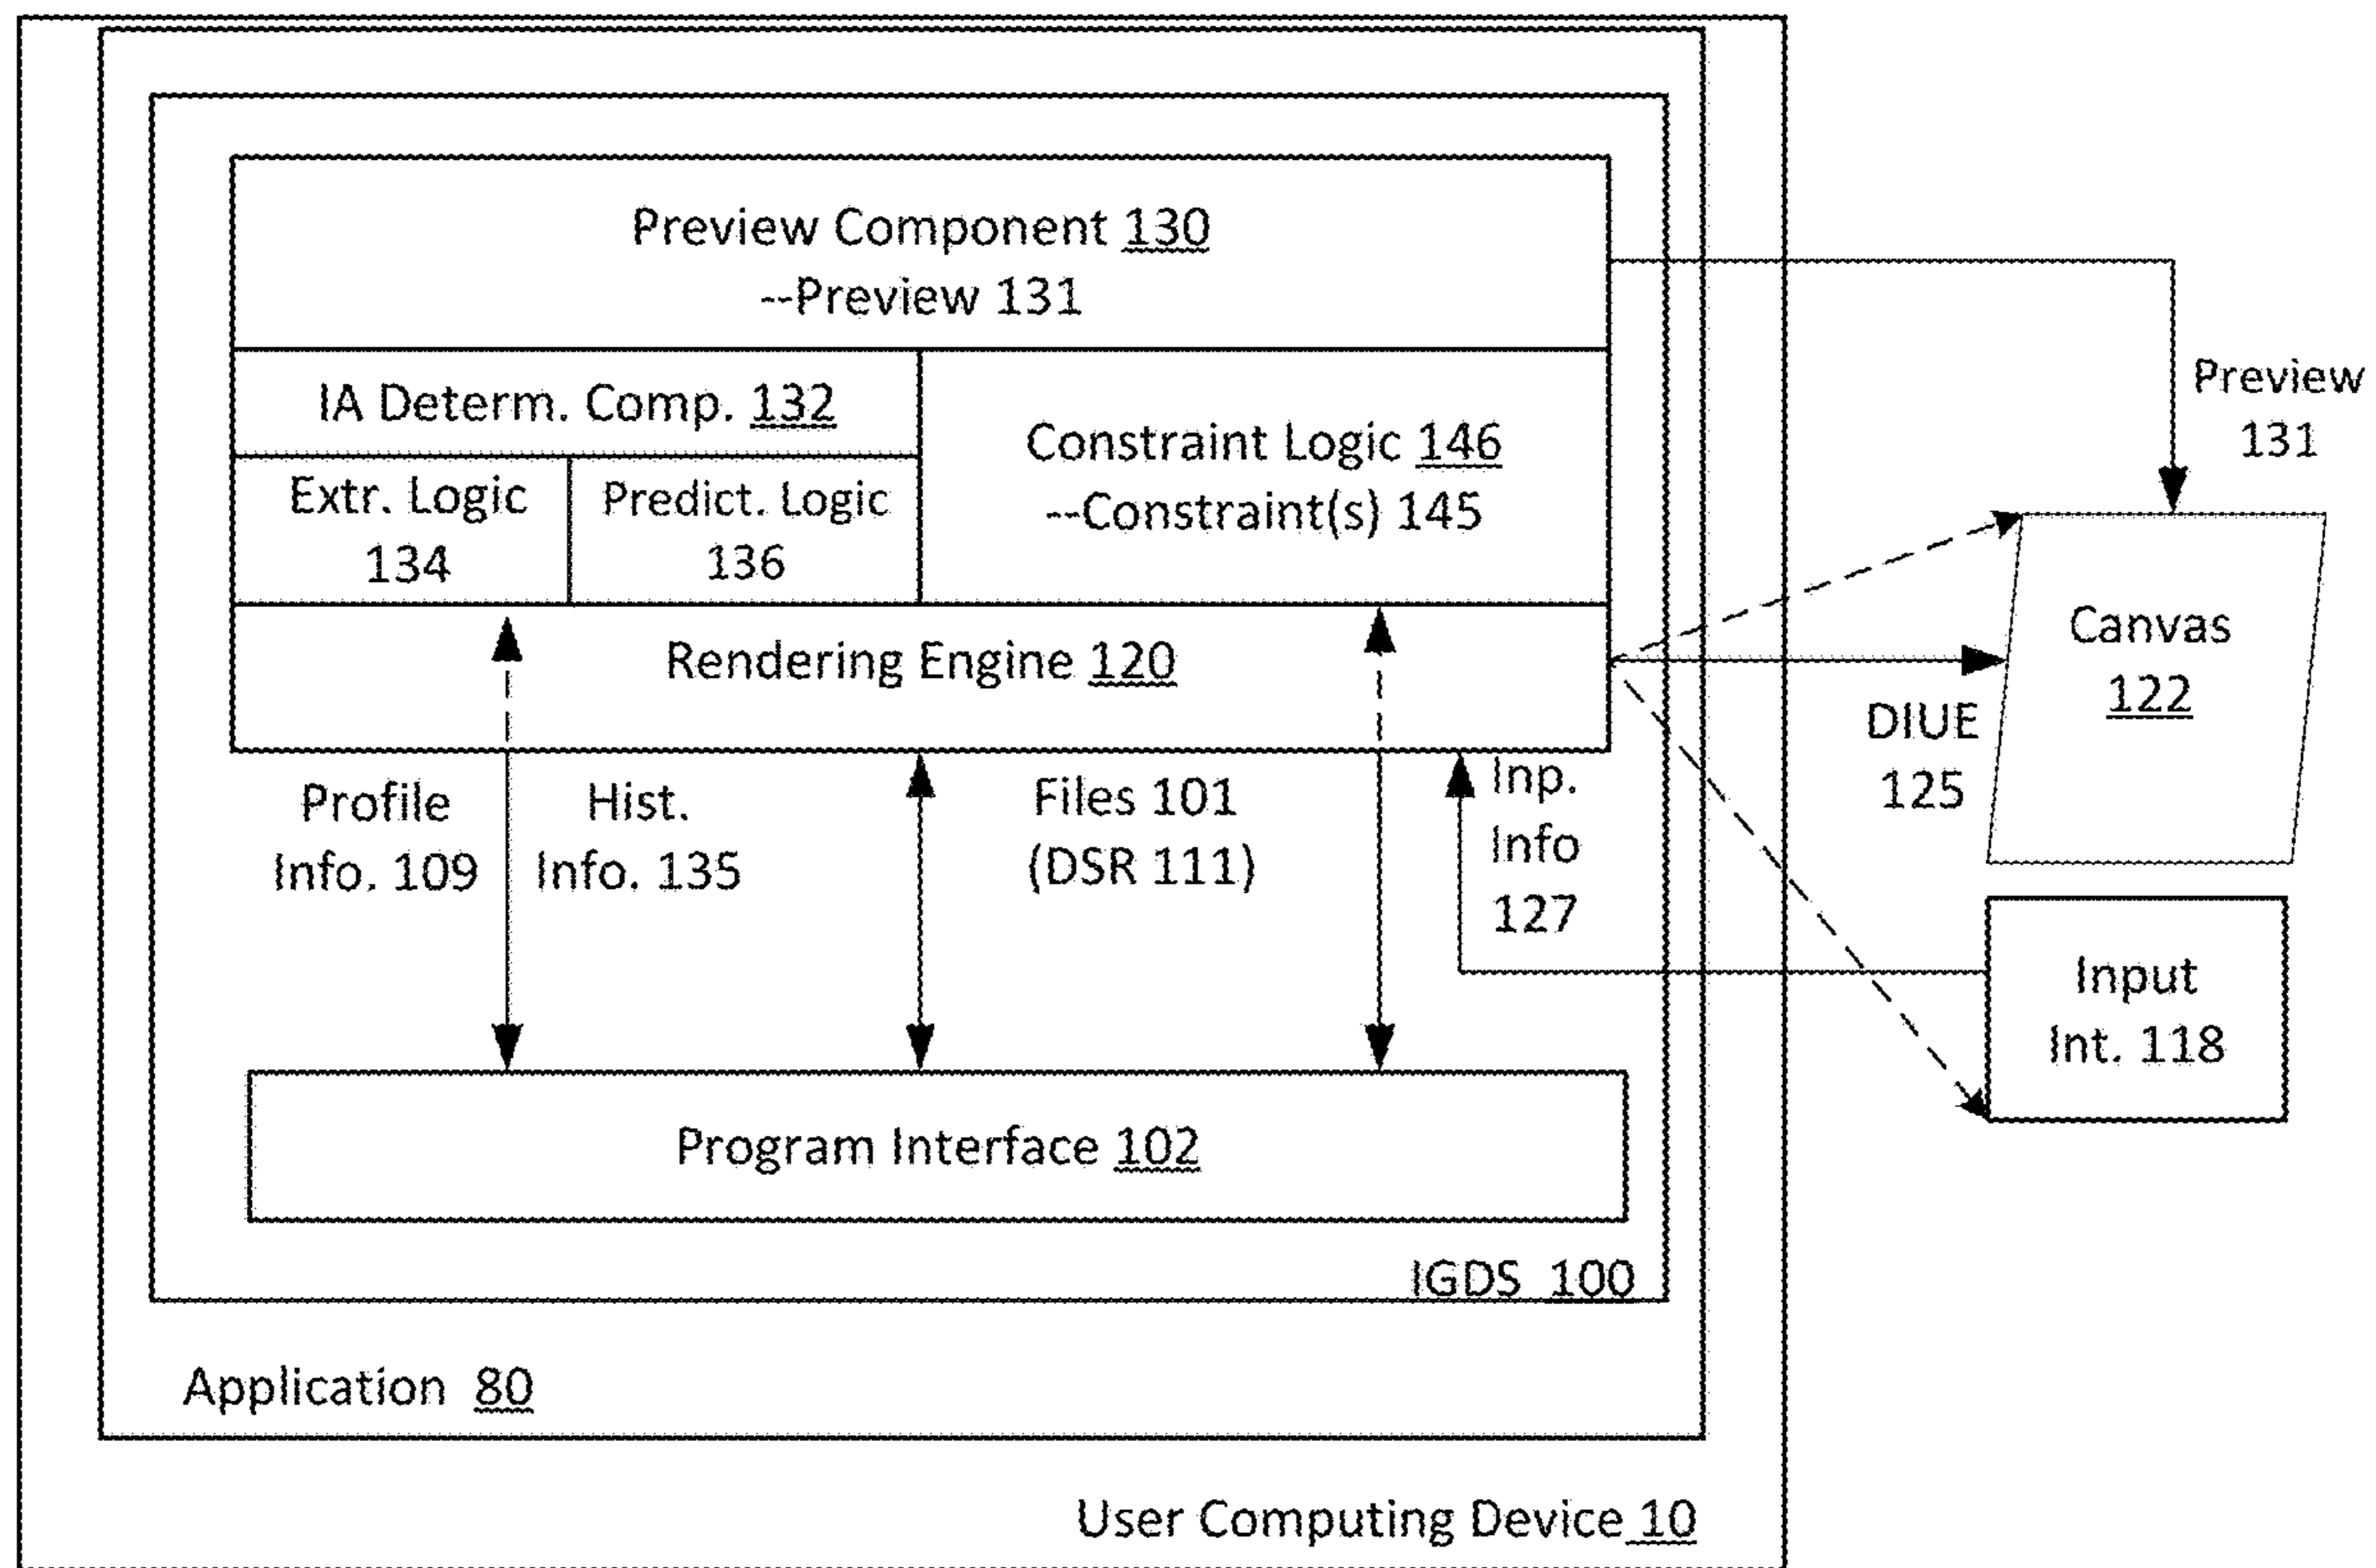 Preview Component 130
--Preview 131
IA Determ. Comp. 132
Extr. Logic
134
Predict. Logic
136
Constraint Logic 146
--Constraint(s) 145
Rendering Engine 120
Preview
131
Canvas
122
DIUE
125
Profile
Info. 109
Hist.
Info. 135
Files 101
(DSR 111)
Inp.
Info
127
Input
Int. 118
Program Interface 102
IGDS 100
Application 80
User Computing Device 10